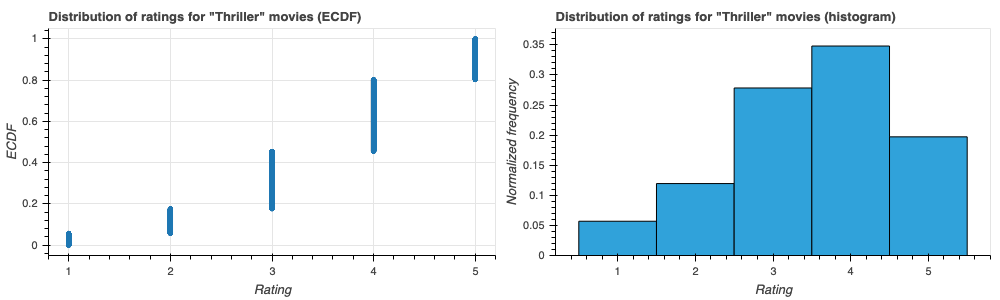 Distribution of ratings for "Thriller" movies (ECDF)
1
0.8
0.6
0.4
0.2
0
ECDF
1 2 3 4 5
Rating
Distribution of ratings for "Thriller" movies (histogram)
0.35
0.3
0.25
0.2
0.15
0.1
0.05
0
Normalized frequency
1 2 3 4 5
Rating